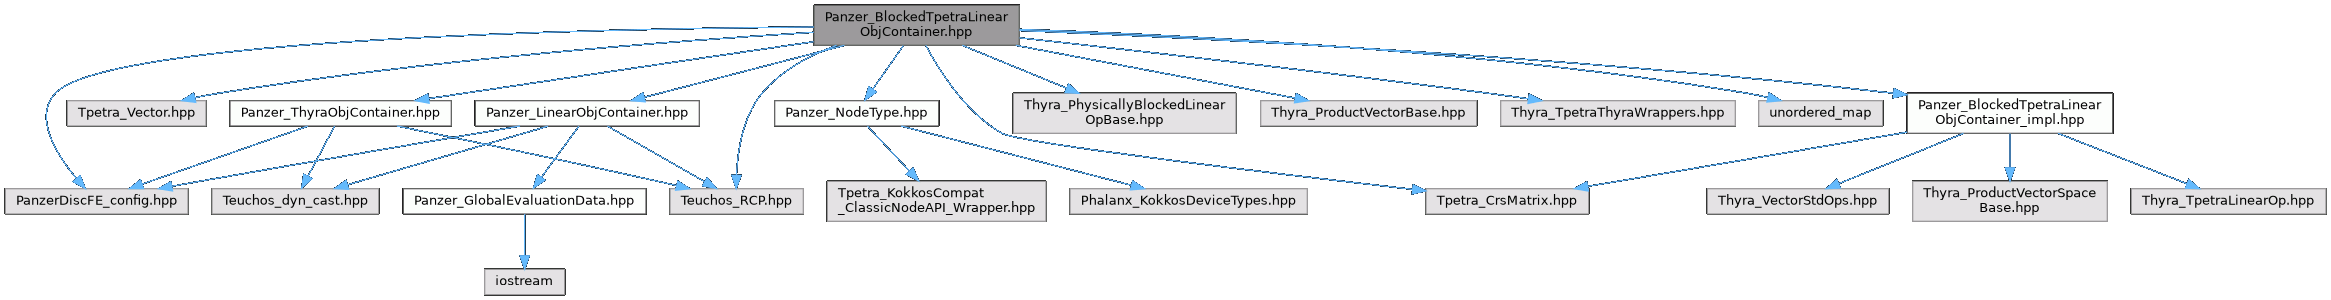 Panzer_BlockedTpetraLinear
ObjContainer.hpp
Tpetra_Vector.hpp
Panzer_ThyraObjContainer.hpp
Panzer_LinearObjContainer.hpp
Panzer_NodeType.hpp
Thyra_PhysicallyBlockedLinear
OpBase.hpp
Thyra_ProductVectorBase.hpp
Thyra_TpetraThyraWrappers.hpp
unordered_map
Panzer_BlockedTpetraLinear
ObjContainer_impl.hpp
PanzerDiscFE_config.hpp
Teuchos_dyn_cast.hpp
Panzer_GlobalEvaluationData.hpp
Teuchos_RCP.hpp
Tpetra_KokkosCompat
_ClassicNodeAPI_Wrapper.hpp
Phalanx_KokkosDeviceTypes.hpp
Tpetra_CrsMatrix.hpp
Thyra_VectorStdOps.hpp
Thyra_ProductVectorSpace
Base.hpp
Thyra_TpetraLinearOp.hpp
iostream